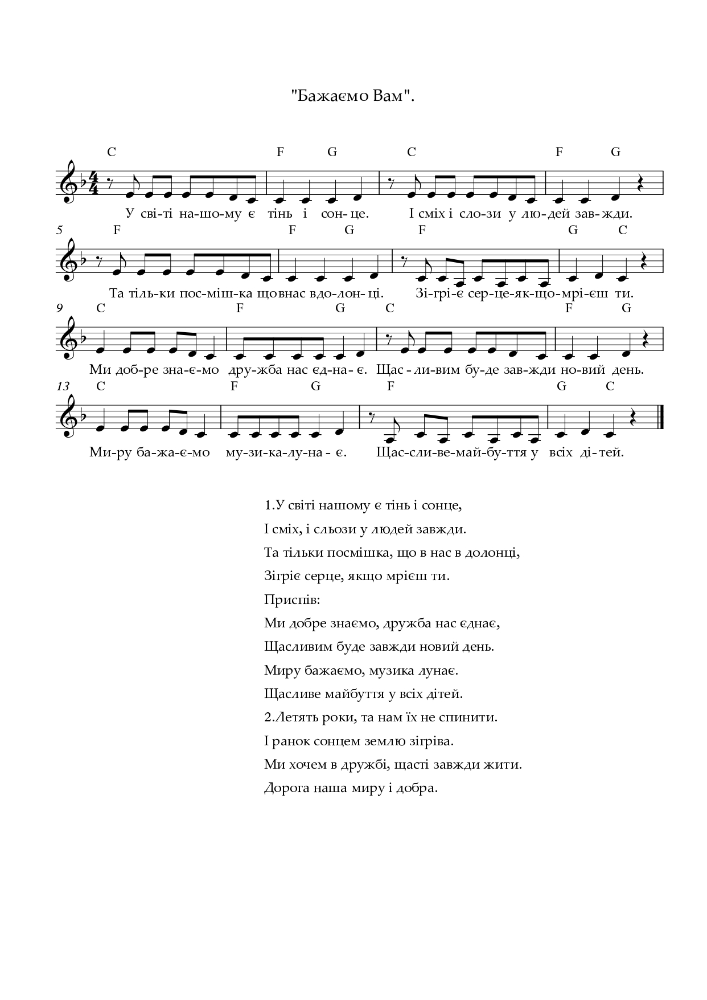 "Бажаємо Вам".
C F G C F G
4
4
У сві-ті на-шо-му є тінь і сон-це. І сміх і сло-зи у лю-дей зав-жди.
5 F F G F G C
Та тіль-ки пос-міш-ка що внас вдо-лон-ці. Зі-грі-є сер-це-як-що-мрі-єш ти.
9 C F G C F G
Ми доб-ре зна-є-мо дру-жба нас єд-на-є. Щас-ли-вим бу-де зав-жди но-вий день.
13 C F G F G C
Ми-ру ба-жа-є-мо му-зи-ка-лу-на-є. Щас-сли-ве-май-бу-ття у всіх ді-тей.
1.У світі нашому є тінь і сонце,
І сміх, і сльози у людей завжди.
Та тільки посмішка, що в нас в долонці,
Зігріє серце, якщо мрієш ти.
Приспів:
Ми добре знаємо, дружба нас єднає,
Щасливим буде завжди новий день.
Миру бажаємо, музика лунає.
Щасливе майбуття у всіх дітей.
2.Летять роки, та нам їх не спинити.
І ранок сонцем землю зігріва.
Ми хочем в дружбі, щасті завжди жити.
Дорога наша миру і добра.